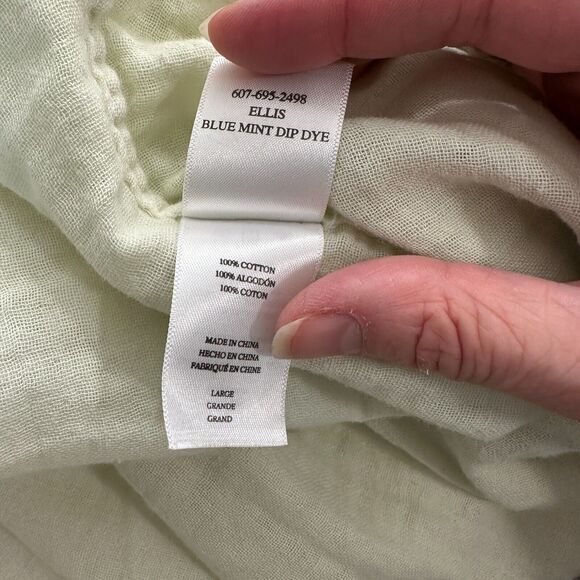 607-695-2498
ELLIS
BLUE MINT DIP DYE
100% COTTON
100% ALGODÓN
100% COTON
MADE IN CHINA
HECHO EN CHINA
FABRIQUÉ EN CHINE
LARGE
GRANDE
GRAND